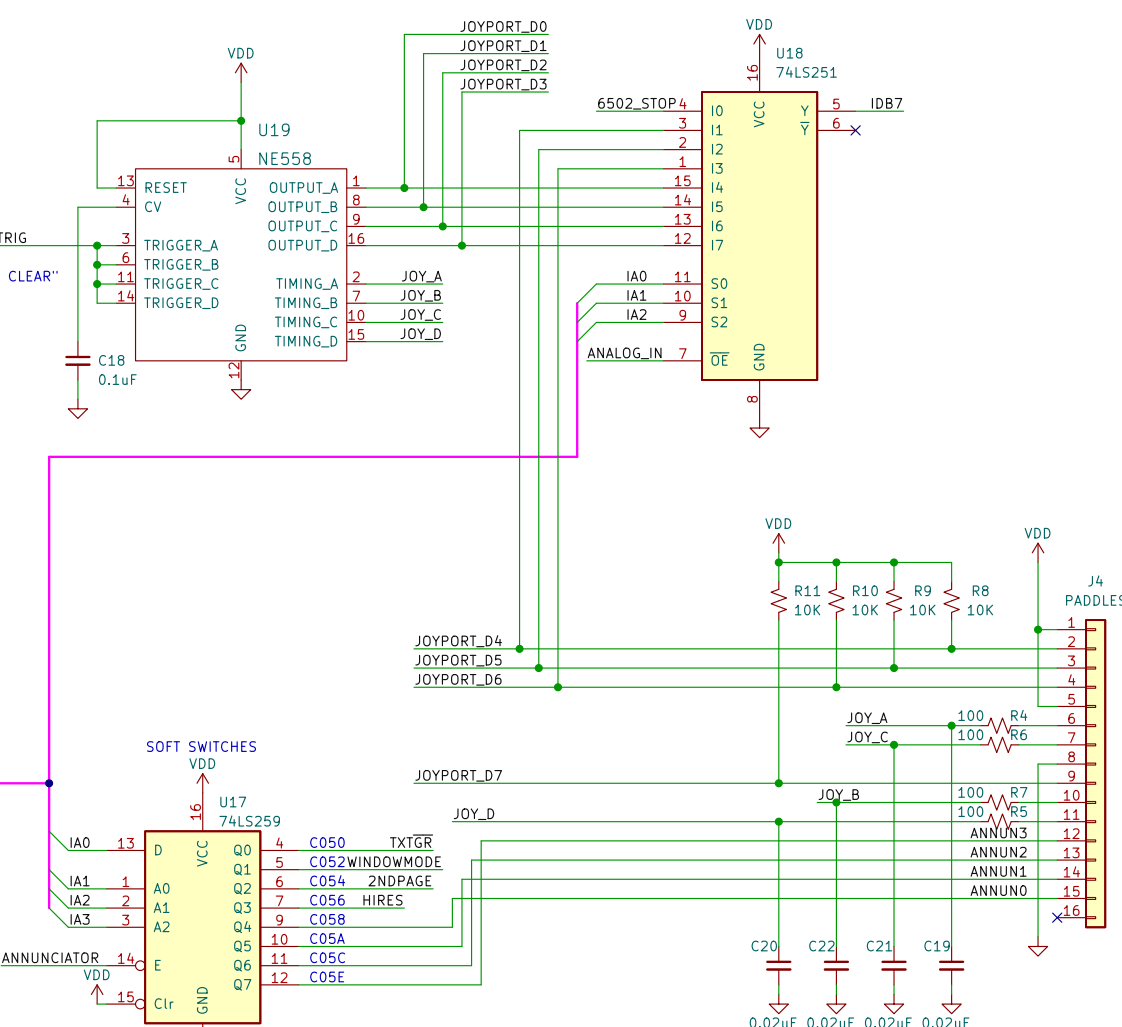 JOYPORT_D0
JOYPORT_D1
JOYPORT_D2
JOYPORT_D3
VDD
U19
NE558
5
VCC
13 RESET OUTPUT_A 1
4 CV OUTPUT_B 8
OUTPUT_C 9
TRIG 3 TRIGGER_A OUTPUT_D 16
6 TRIGGER_B
CLEAR" 11 TRIGGER_C TIMING_A 2 JOY_A
14 TRIGGER_D TIMING_B 7 JOY_B
TIMING_C 10 JOY_C
TIMING_D 15 JOY_D
GND
12
C18
0.1uF
VDD
U18
74LS251
16
VCC
6502_STOP 4 I0 Y 5 IDB7
3 I1 Y 6
2 I2
1 I3
15 I4
14 I5
13 I6
12 I7
IA0 11 S0
IA1 10 S1
IA2 9 S2
ANALOG_IN 7 OE
GND
8
VDD
R11 R10 R9 R8
10K 10K 10K 10K
VDD
J4
PADDLES
1
JOYPORT_D4 2
JOYPORT_D5 3
JOYPORT_D6 4
5
JOY_A 100 R4 6
JOY_C 100 R6 7
8
JOYPORT_D7 9
JOY_B 100 R7 10
JOY_D 100 R5 11
ANNUN3 12
ANNUN2 13
ANNUN1 14
ANNUN0 15
16
SOFT SWITCHES
VDD
U17
74LS259
16
VCC
IA0 13 D Q0 4 C050 TXTGR
Q1 5 C052 WINDOWMODE
IA1 1 A0 Q2 6 C054 2NDPAGE
IA2 2 A1 Q3 7 C056 HIRES
IA3 3 A2 Q4 9 C058
Q5 10 C05A
ANNUNCIATOR 14 E Q6 11 C05C
VDD
Q7 12 C05E
15 Clr
GND
C20 C22 C21 C19
0.02uF 0.02uF 0.02uF 0.02uF